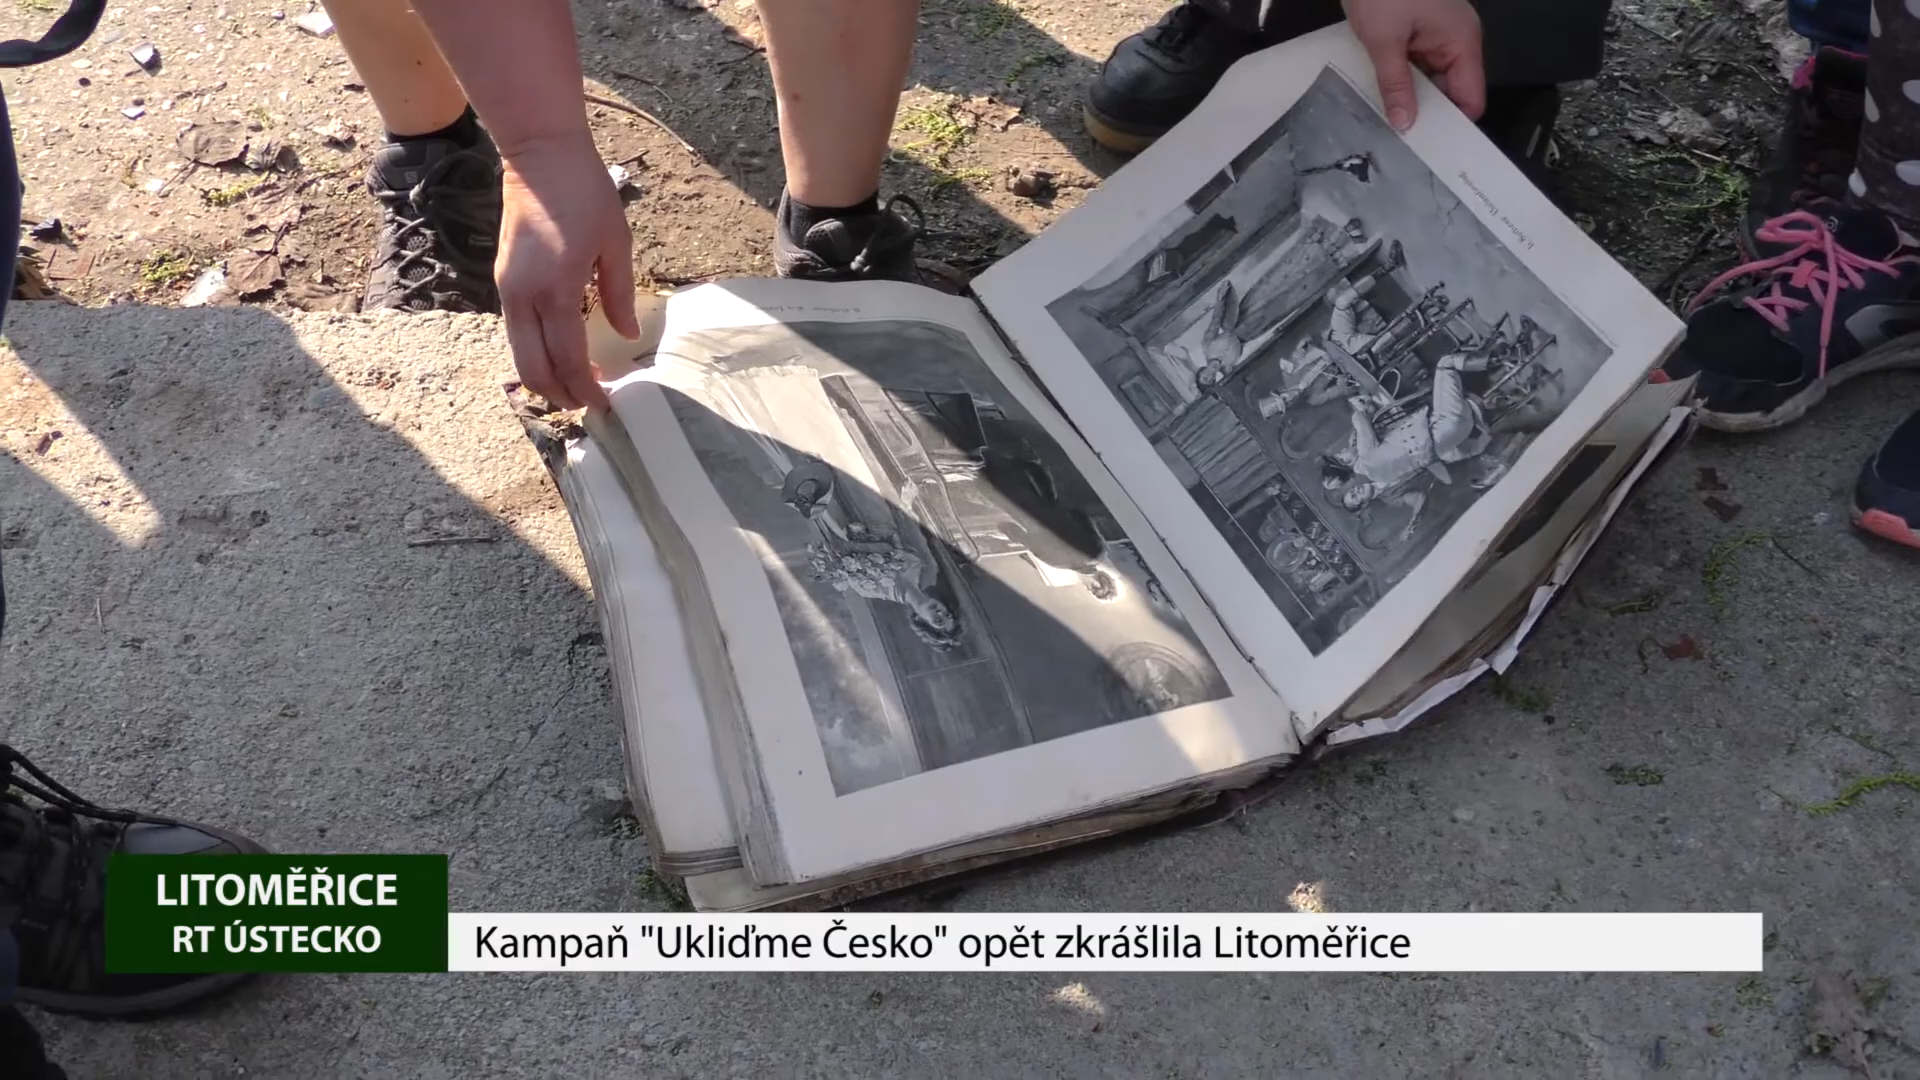 LITOMĚŘICE
RT ÚSTECKO
Kampaň "Ukliďme Česko" opět zkrášlila Litoměřice